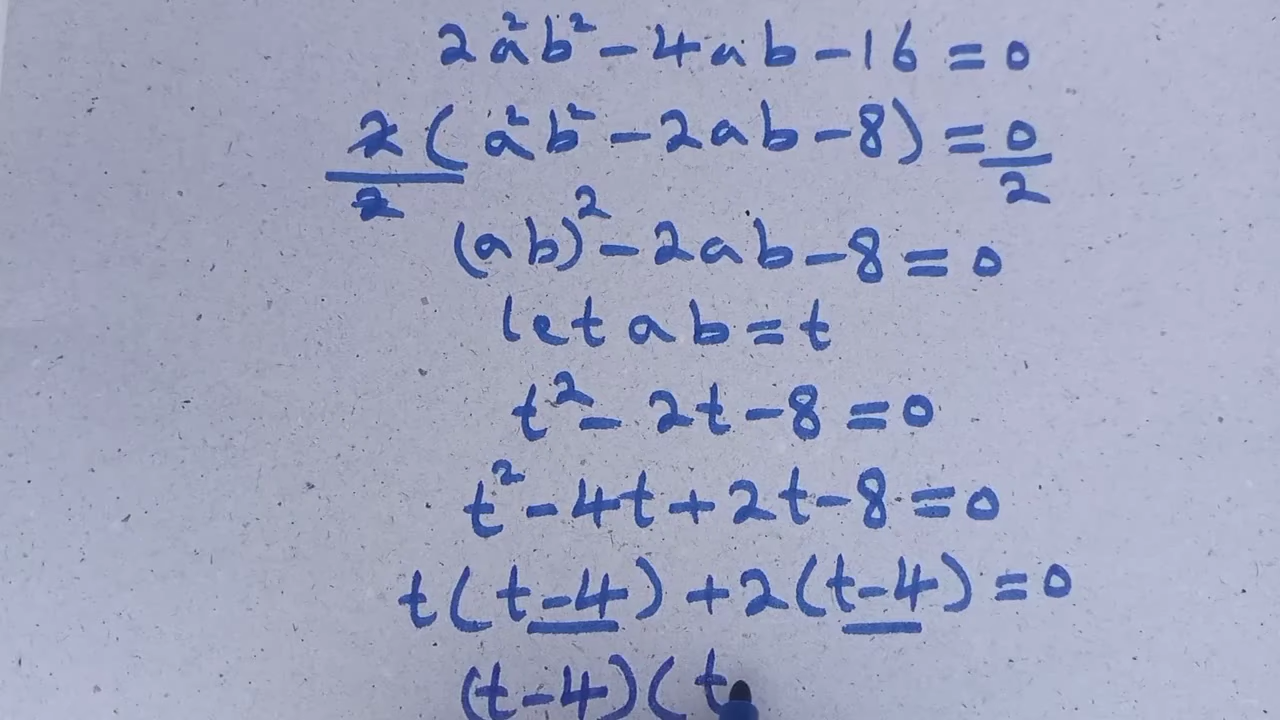 2a²b² - 4ab - 16 = 0
2(a²b² - 2ab - 8) = 0
2 2
(ab)² - 2ab - 8 = 0
let ab = t
t² - 2t - 8 = 0
t² - 4t + 2t - 8 = 0
t(t - 4) + 2(t - 4) = 0
(t - 4)(t